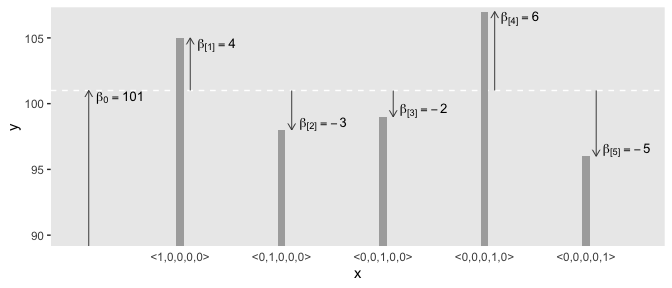 β[4] = 6
105
β[1] = 4
β0 = 101
100
β[3] = − 2
β[2] = − 3
y
95
β[5] = − 5
90
<1,0,0,0,0> <0,1,0,0,0> <0,0,1,0,0> <0,0,0,1,0> <0,0,0,0,1>
x